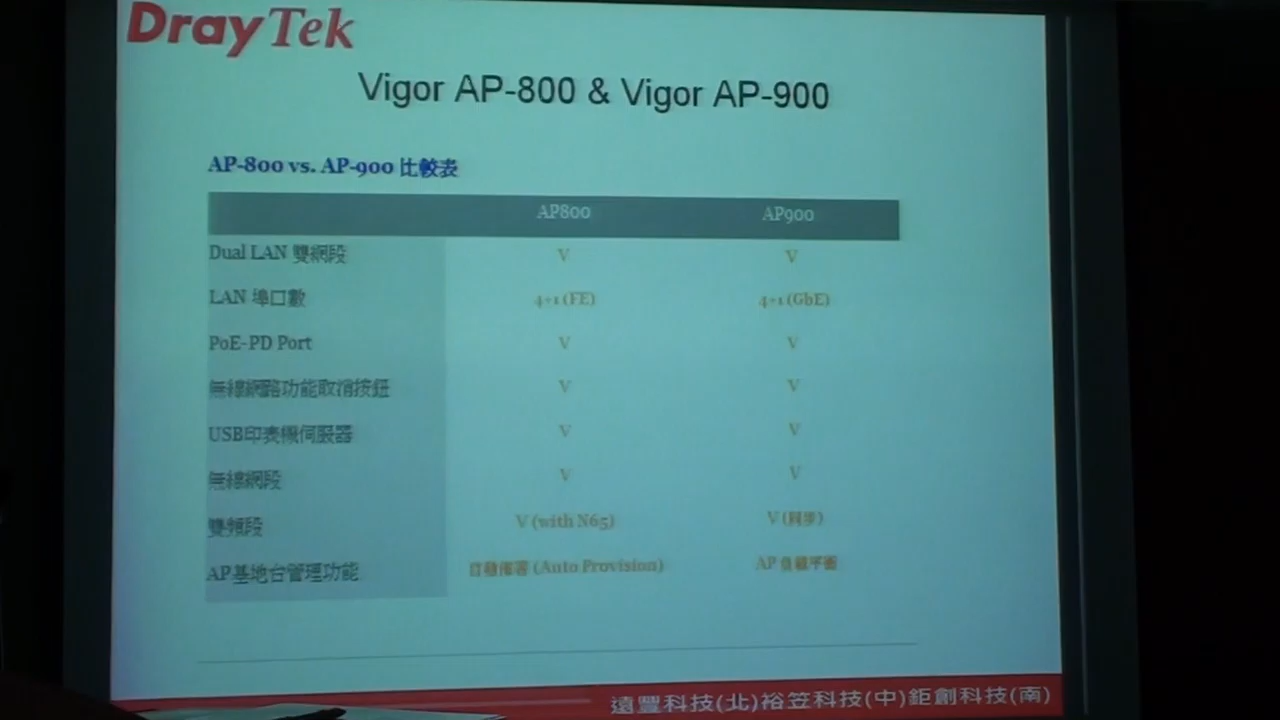 DrayTek
Vigor AP-800 & Vigor AP-900
AP-800 vs. AP-900 比較表
AP800 AP900
Dual LAN 雙網段 V V
LAN 埠口數 4+1 (FE) 4+1 (GbE)
PoE-PD Port V V
無線網路功能取消按鈕 V V
USB印表機伺服器 V V
無線網段 V V
雙頻段 V (with N65) V (同步)
AP基地台管理功能 自動佈署 (Auto Provision) AP 負載平衡
遠豐科技(北)裕笠科技(中)鉅創科技(南)